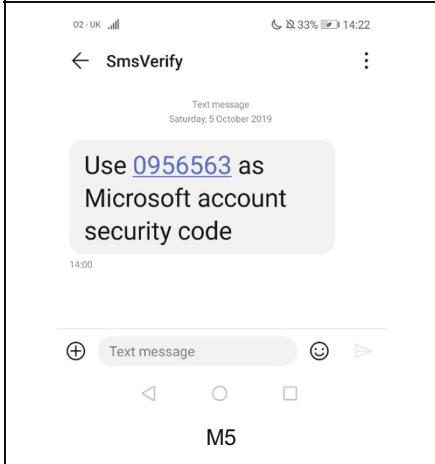 O2 - UK 33% 14:22
SmsVerify
Text message
Saturday, 5 October 2019
Use 0956563 as
Microsoft account
security code
14:00
Text message
M5